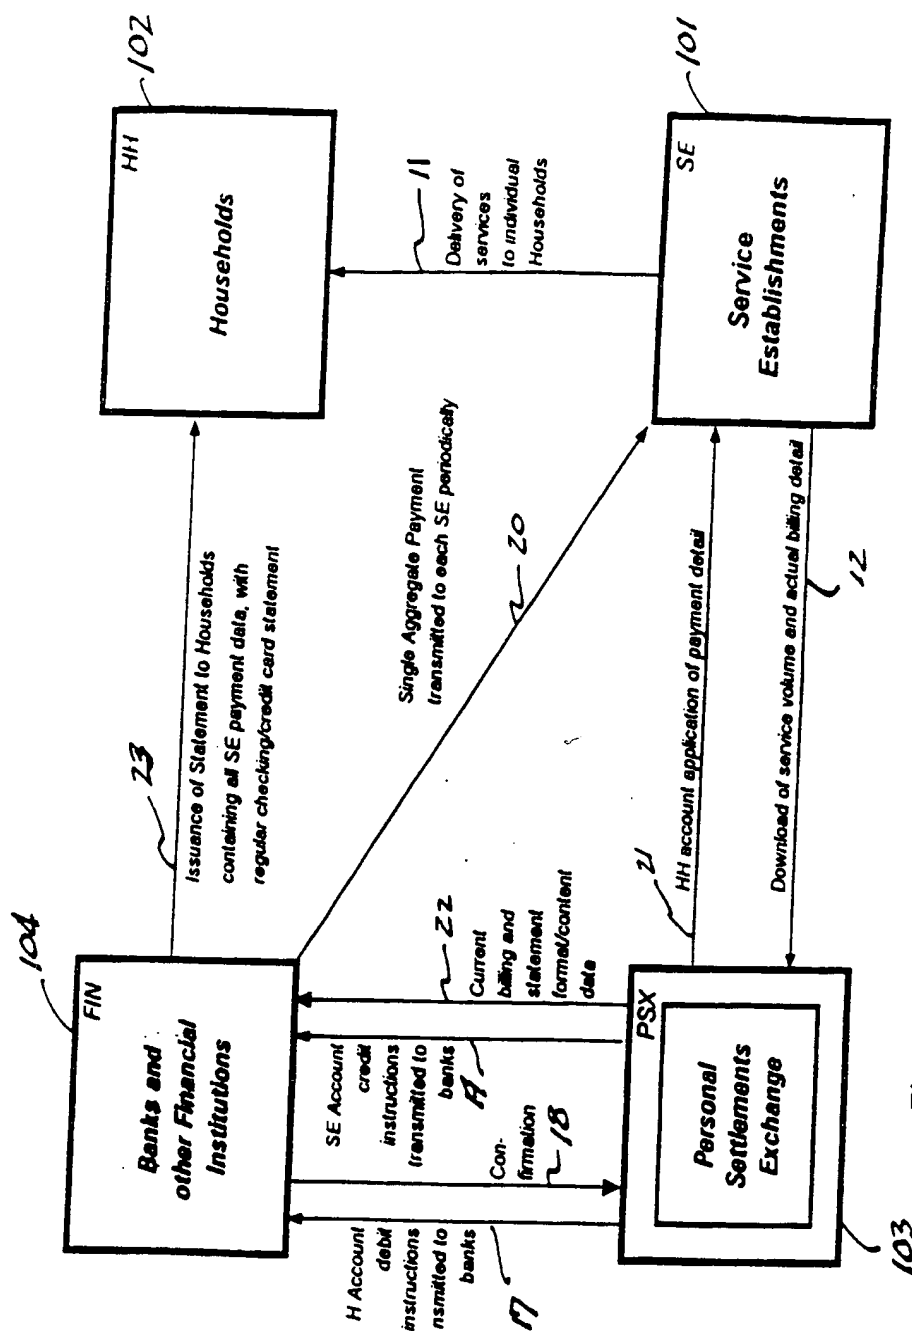 104
FIN
Banks and
other Financial
Institutions
23
Issuance of Statement to Households
containing all SE payment data, with
regular checking/credit card statement
102
HH
Households
H Account
debit
instructions
nsmitted to
banks
17
Con-
firmation
18
SE Account
credit
instructions
transmitted to
banks
Current
billing and
statement
format/content
date
22
Single Aggregate Payment
transmitted to each SE periodically
20
11
Delivery of
services
to individual
Households
103
PSX
Personal
Settlements
Exchange
21
HH account application of payment detail
Download of service volume and actual billing detail
12
101
SE
Service
Establishments